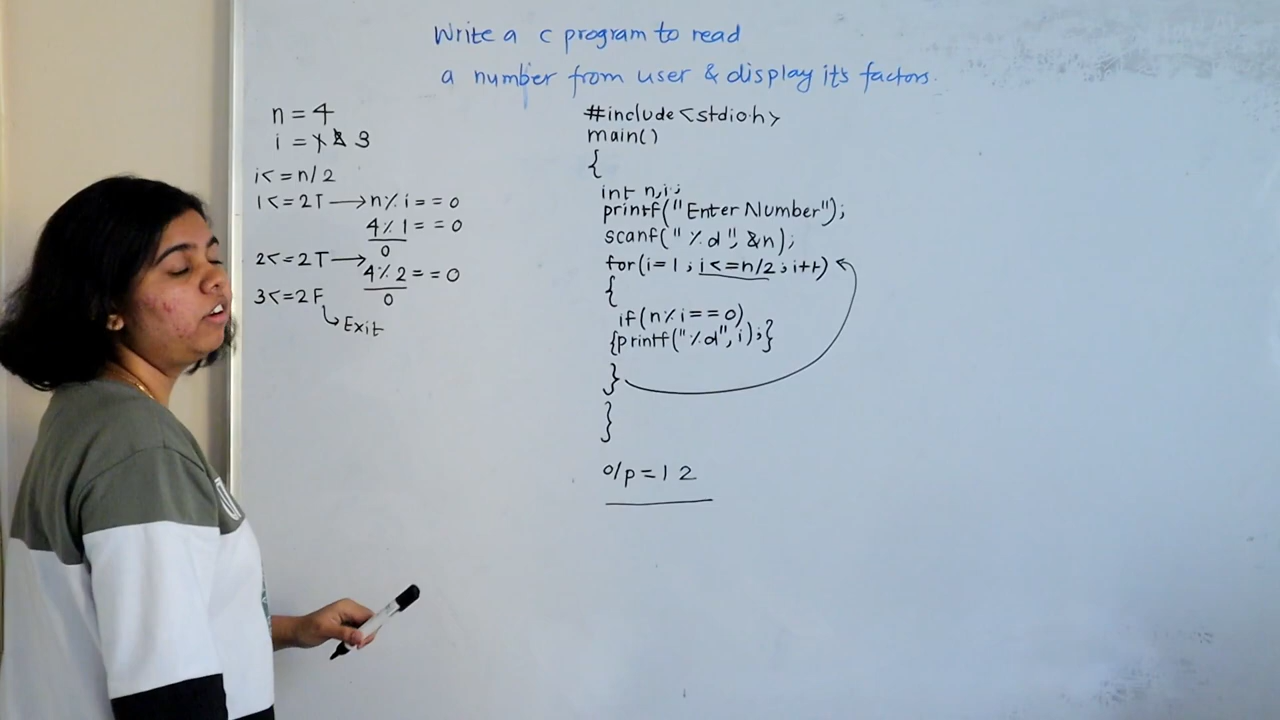 Write a c program to read
a number from user & display it's factors.
n = 4
i = 1 2 3
i<=n/2
1<=2T → n%i==0
4%1==0
0
2<=2T →
4%2==0
0
3<=2F
Exit
#include<stdio.h>
main()
{
int n,i;
printf("Enter Number");
scanf("%d", &n);
for(i=1; i<=n/2; i++)
{
if(n%i==0)
{printf("%d", i);}
}
}
o/p = 1 2